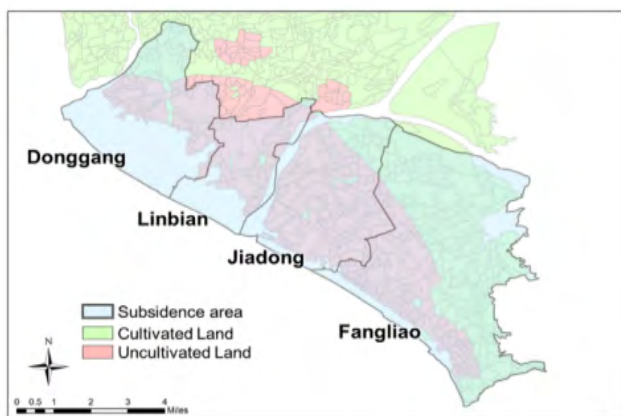 Donggang
Linbian
Jiadong
Fangliao
Subsidence area
Cultivated Land
Uncultivated Land
N
0 0.5 1 2 3 4
Miles